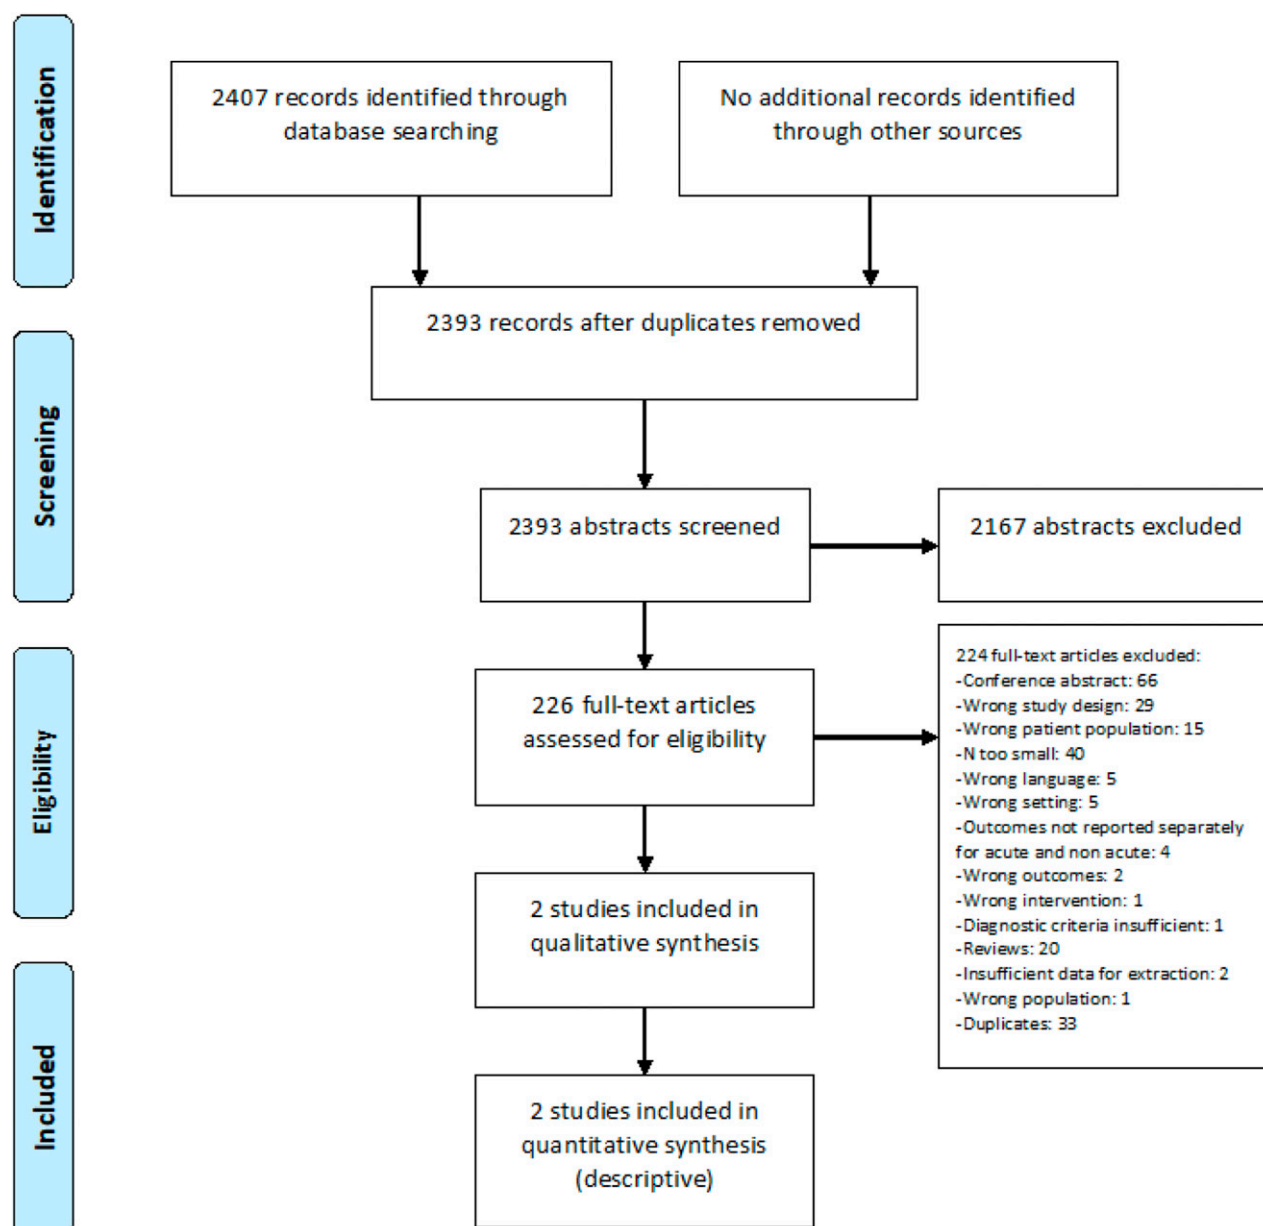 Identification
2407 records identified through
database searching
No additional records identified
through other sources
2393 records after duplicates removed
Screening
2393 abstracts screened
2167 abstracts excluded
Eligibility
226 full-text articles
assessed for eligibility
224 full-text articles excluded:
-Conference abstract: 66
-Wrong study design: 29
-Wrong patient population: 15
-N too small: 40
-Wrong language: 5
-Wrong setting: 5
-Outcomes not reported separately
for acute and non acute: 4
-Wrong outcomes: 2
-Wrong intervention: 1
-Diagnostic criteria insufficient: 1
-Reviews: 20
-Insufficient data for extraction: 2
-Wrong population: 1
-Duplicates: 33
2 studies included in
qualitative synthesis
Included
2 studies included in
quantitative synthesis
(descriptive)